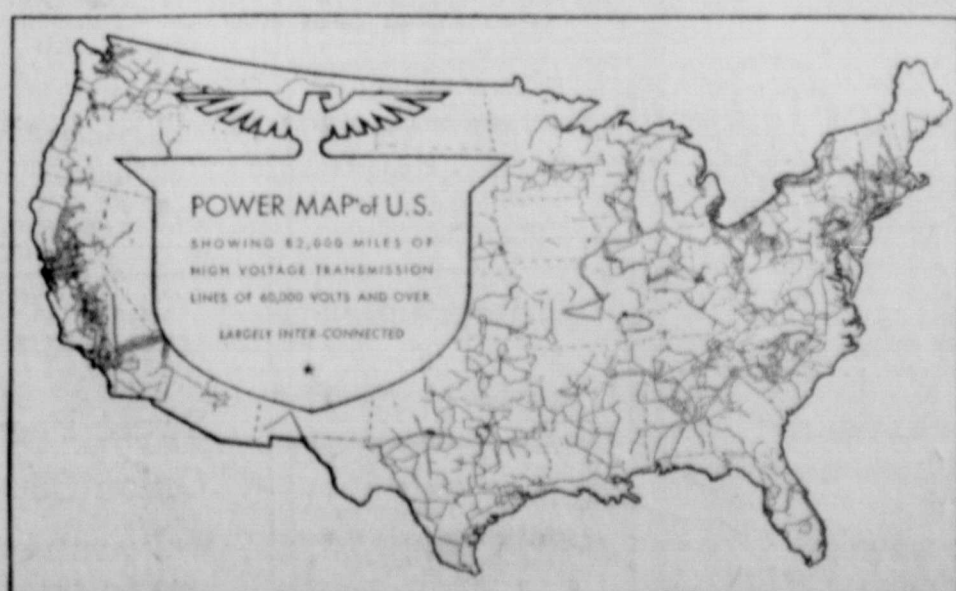 POWER MAP of U.S.
SHOWING 82,000 MILES OF
HIGH VOLTAGE TRANSMISSION
LINES OF 60,000 VOLTS AND OVER
LARGELY INTER-CONNECTED